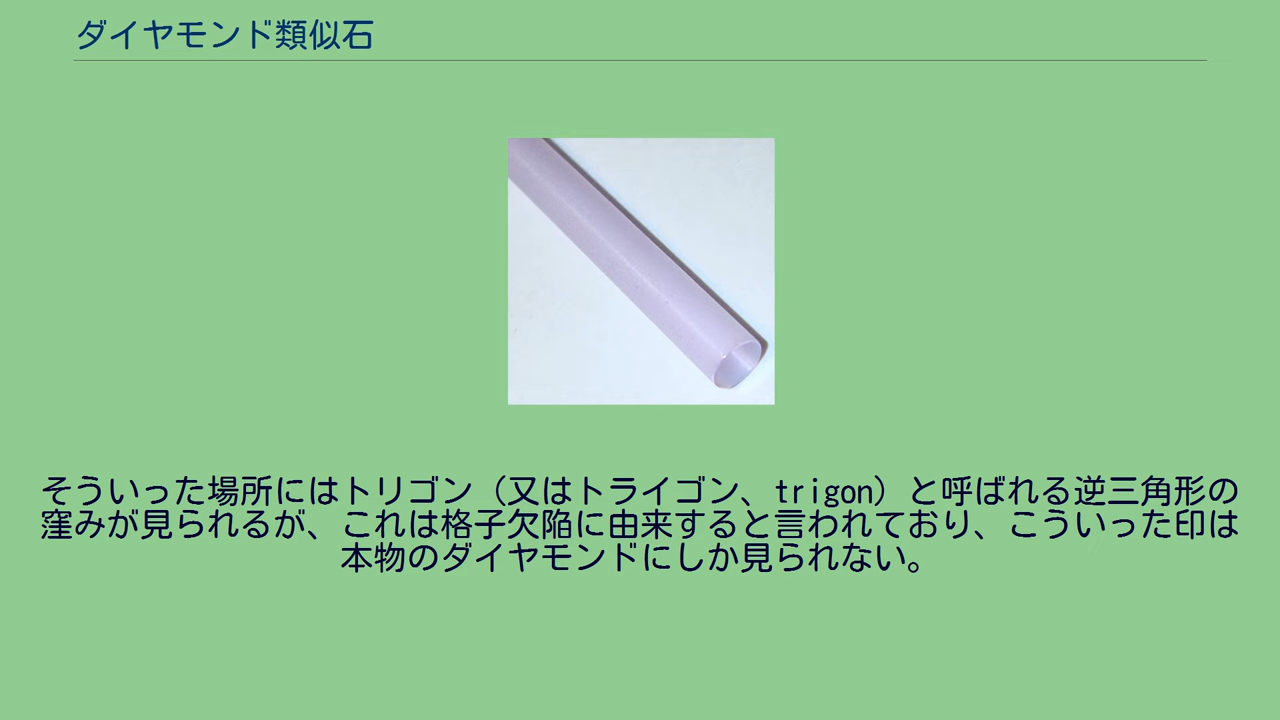 ダイヤモンド類似石
そういった場所にはトリゴン（又はトライゴン、trigon）と呼ばれる逆三角形の
窪みが見られるが、これは格子欠陥に由来すると言われており、こういった印は
本物のダイヤモンドにしか見られない。